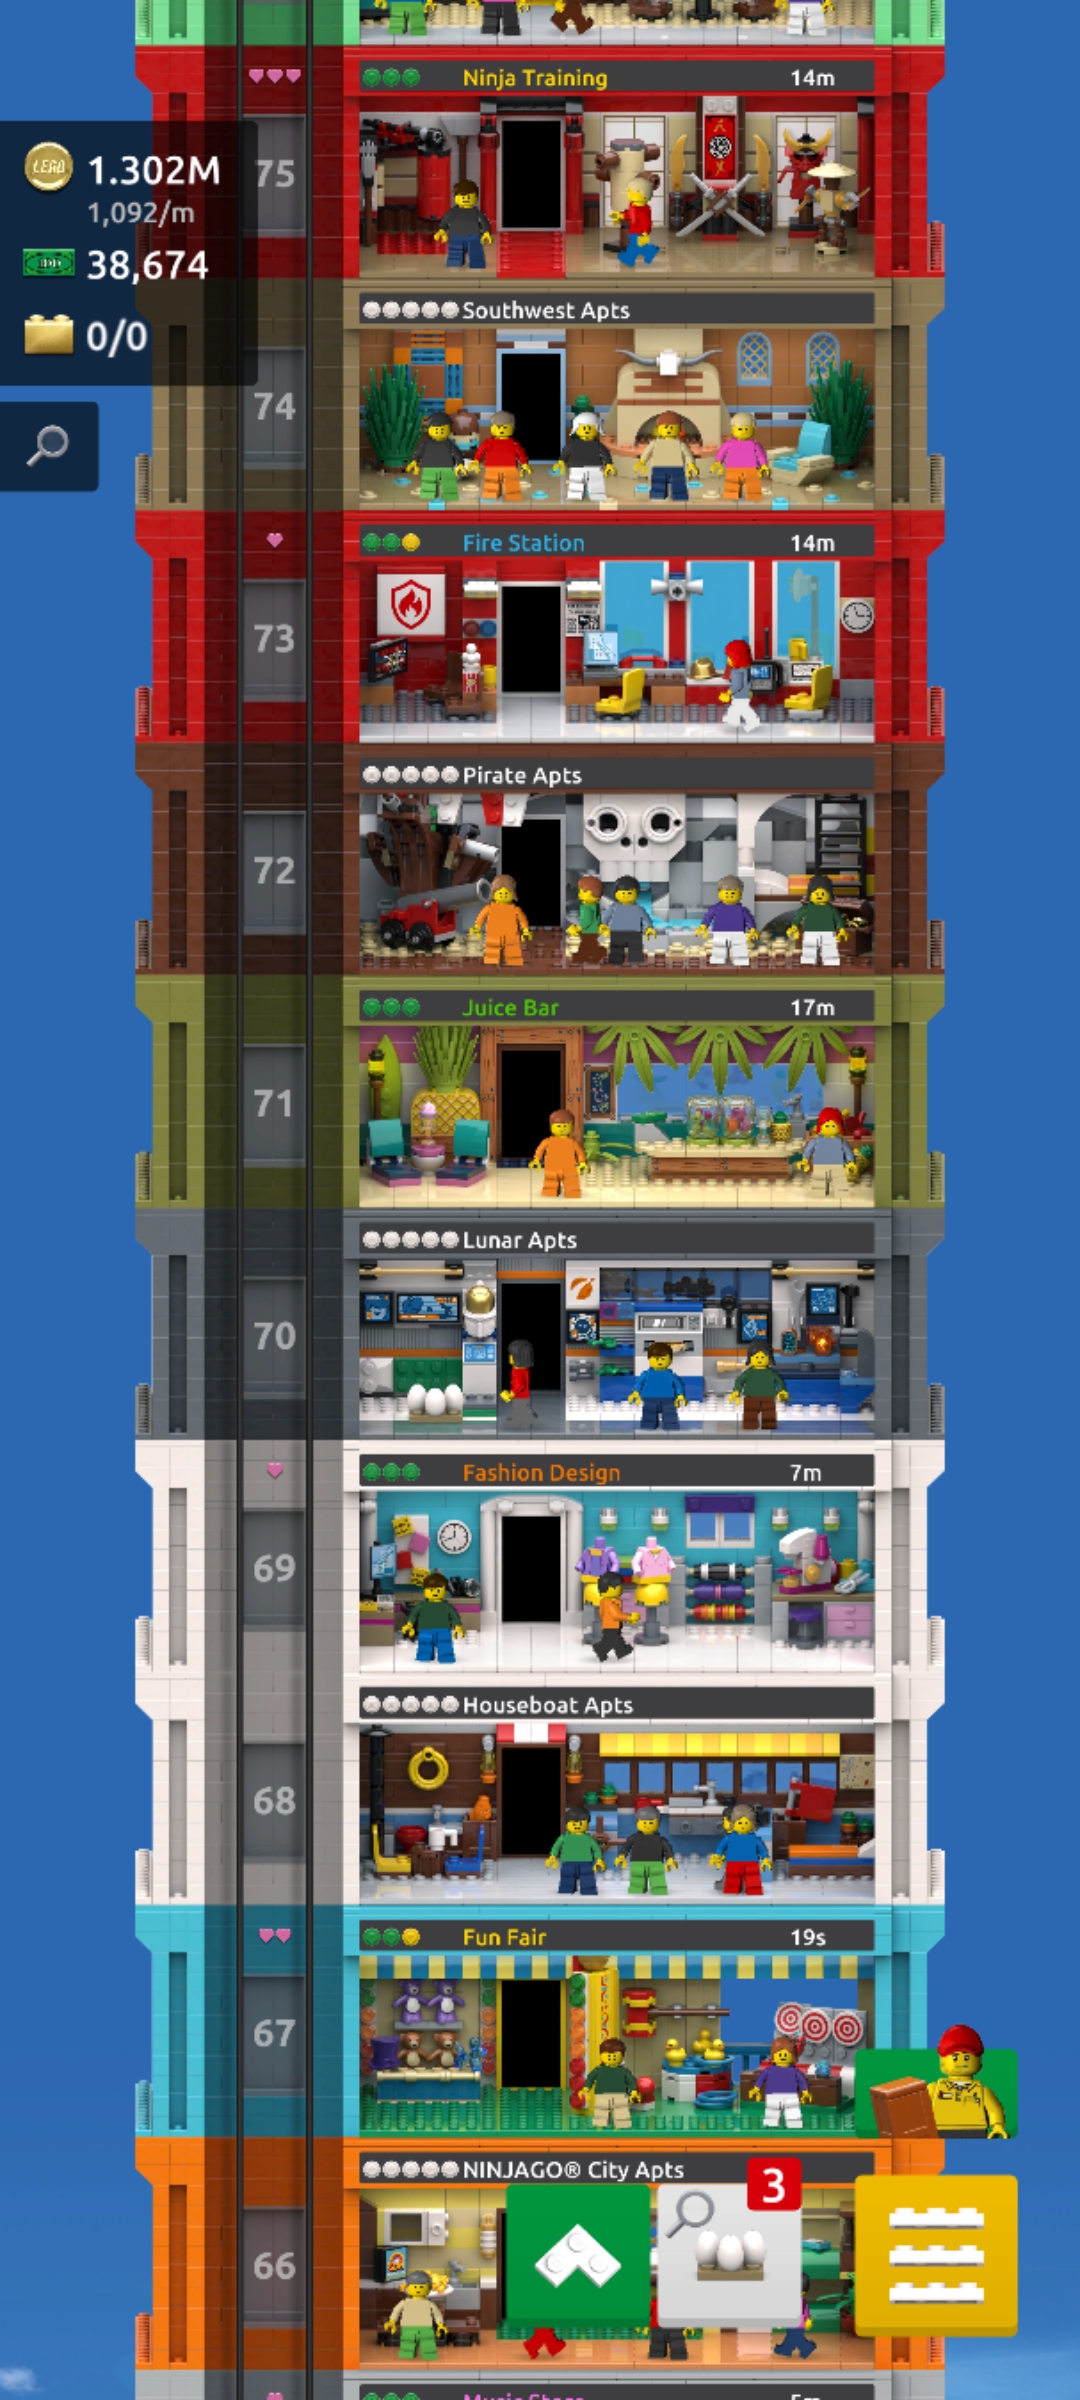 Ninja Training 14m
75
LEGO 1.302M
1,092/m
38,674
0/0
Southwest Apts
74
Fire Station 14m
73
Pirate Apts
72
Juice Bar 17m
71
Lunar Apts
70
Fashion Design 7m
69
Houseboat Apts
68
Fun Fair 19s
67
NINJAGO® City Apts
3
66